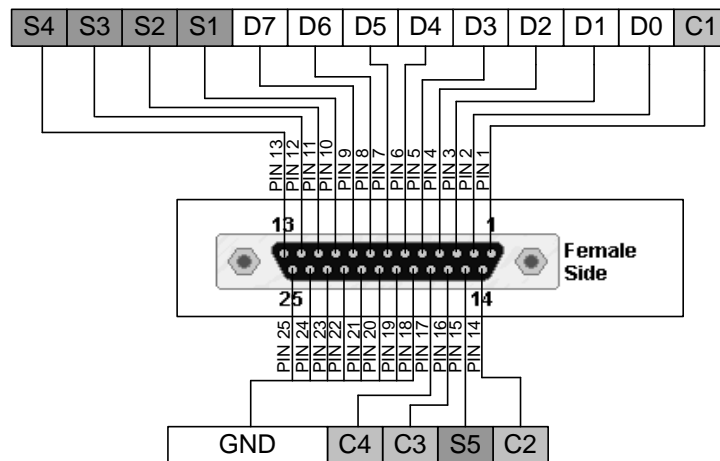 S4 S3 S2 S1 D7 D6 D5 D4 D3 D2 D1 D0 C1
PIN 13 PIN 12 PIN 11 PIN 10 PIN 9 PIN 8 PIN 7 PIN 6 PIN 5 PIN 4 PIN 3 PIN 2 PIN 1
13 1
Female
Side
25 14
PIN 25 PIN 24 PIN 23 PIN 22 PIN 21 PIN 20 PIN 19 PIN 18 PIN 17 PIN 16 PIN 15 PIN 14
GND C4 C3 S5 C2